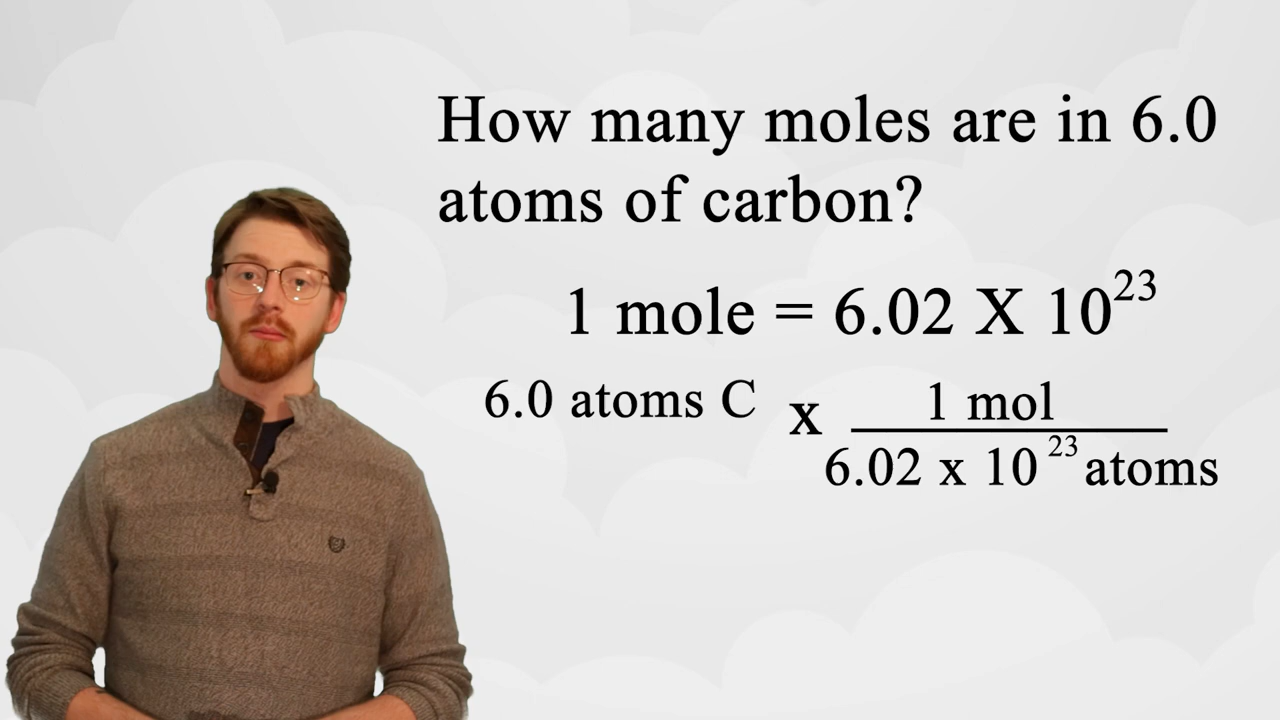 How many moles are in 6.0
atoms of carbon?
1 mole = 6.02 X 10²³
6.0 atoms C x 1 mol
6.02 x 10²³ atoms